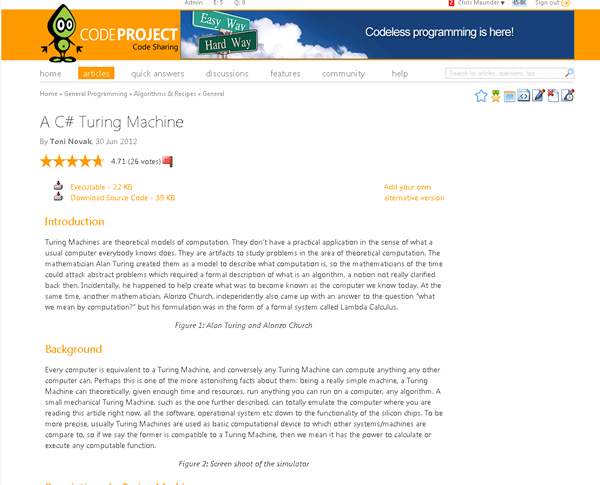 Admin E: 5 C: 0 2 Chris Maunder 454K Sign out
CODE PROJECT
Code Sharing
Easy Way
Hard Way
Codeless programming is here!
home articles quick answers discussions features community help Search for articles, questions, tips
Home » General Programming » Algorithms & Recipes » General
A C# Turing Machine
By Toni Novak, 30 Jun 2012
4.71 (26 votes)
Executable - 22 KB
Download Source Code - 39 KB
Add your own
alternative version
Introduction
Turing Machines are theoretical models of computation. They don't have a practical application in the sense of what a
usual computer everybody knows does. They are artifacts to study problems in the area of theoretical computation. The
mathematician Alan Turing created them as a model to describe what computation is, so the mathematicians of the time
could attack abstract problems which required a formal description of what is an algorithm, a notion not really clarified
back then. Incidentally, he happened to help create what was to become known as the computer we know today. At the
same time, another mathematician, Alonzo Church, independently also came up with an answer to the question "what
we mean by computation?" but his formulation was in the form of a formal system called Lambda Calculus.
Figure 1: Alan Turing and Alonzo Church
Background
Every computer is equivalent to a Turing Machine, and conversely any Turing Machine can compute anything any other
computer can. Perhaps this is one of the more astonishing facts about them: being a really simple machine, a Turing
Machine can theoretically, given enough time and resources, run anything you can run on a computer, any algorithm. A
small mechanical Turing Machine, such as the one further described, can totally emulate the computer where you are
reading this article right now, all the software, operational system etc down to the functionality of the silicon chips. To be
more precise, usually Turing Machines are used as basic computational device to which other systems/machines are
compare to, so if we say the former is compatible to a Turing Machine, then we mean it has the power to calculate or
execute any computable function.
Figure 2: Screen shoot of the simulator